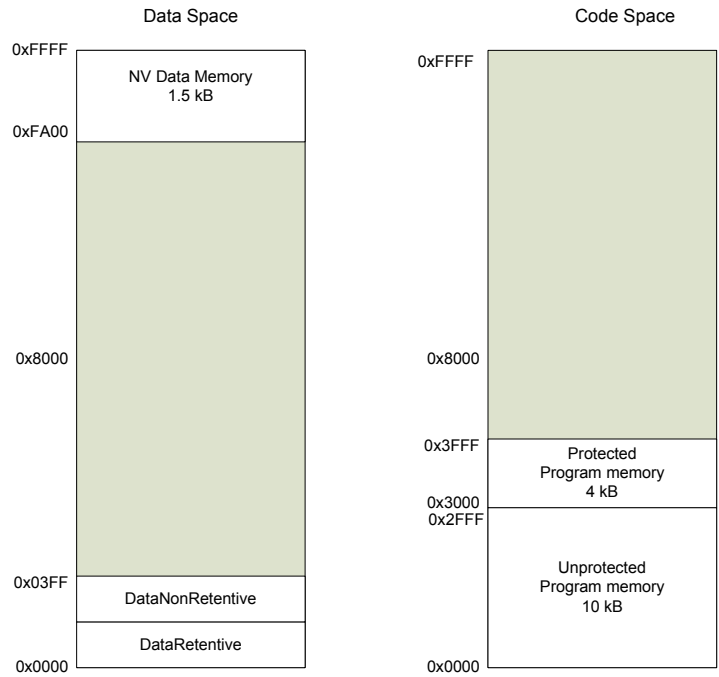 Data Space
0xFFFF
NV Data Memory
1.5 kB
0xFA00
0x8000
0x03FF
DataNonRetentive
DataRetentive
0x0000
Code Space
0xFFFF
0x8000
0x3FFF
Protected
Program memory
4 kB
0x3000
0x2FFF
Unprotected
Program memory
10 kB
0x0000